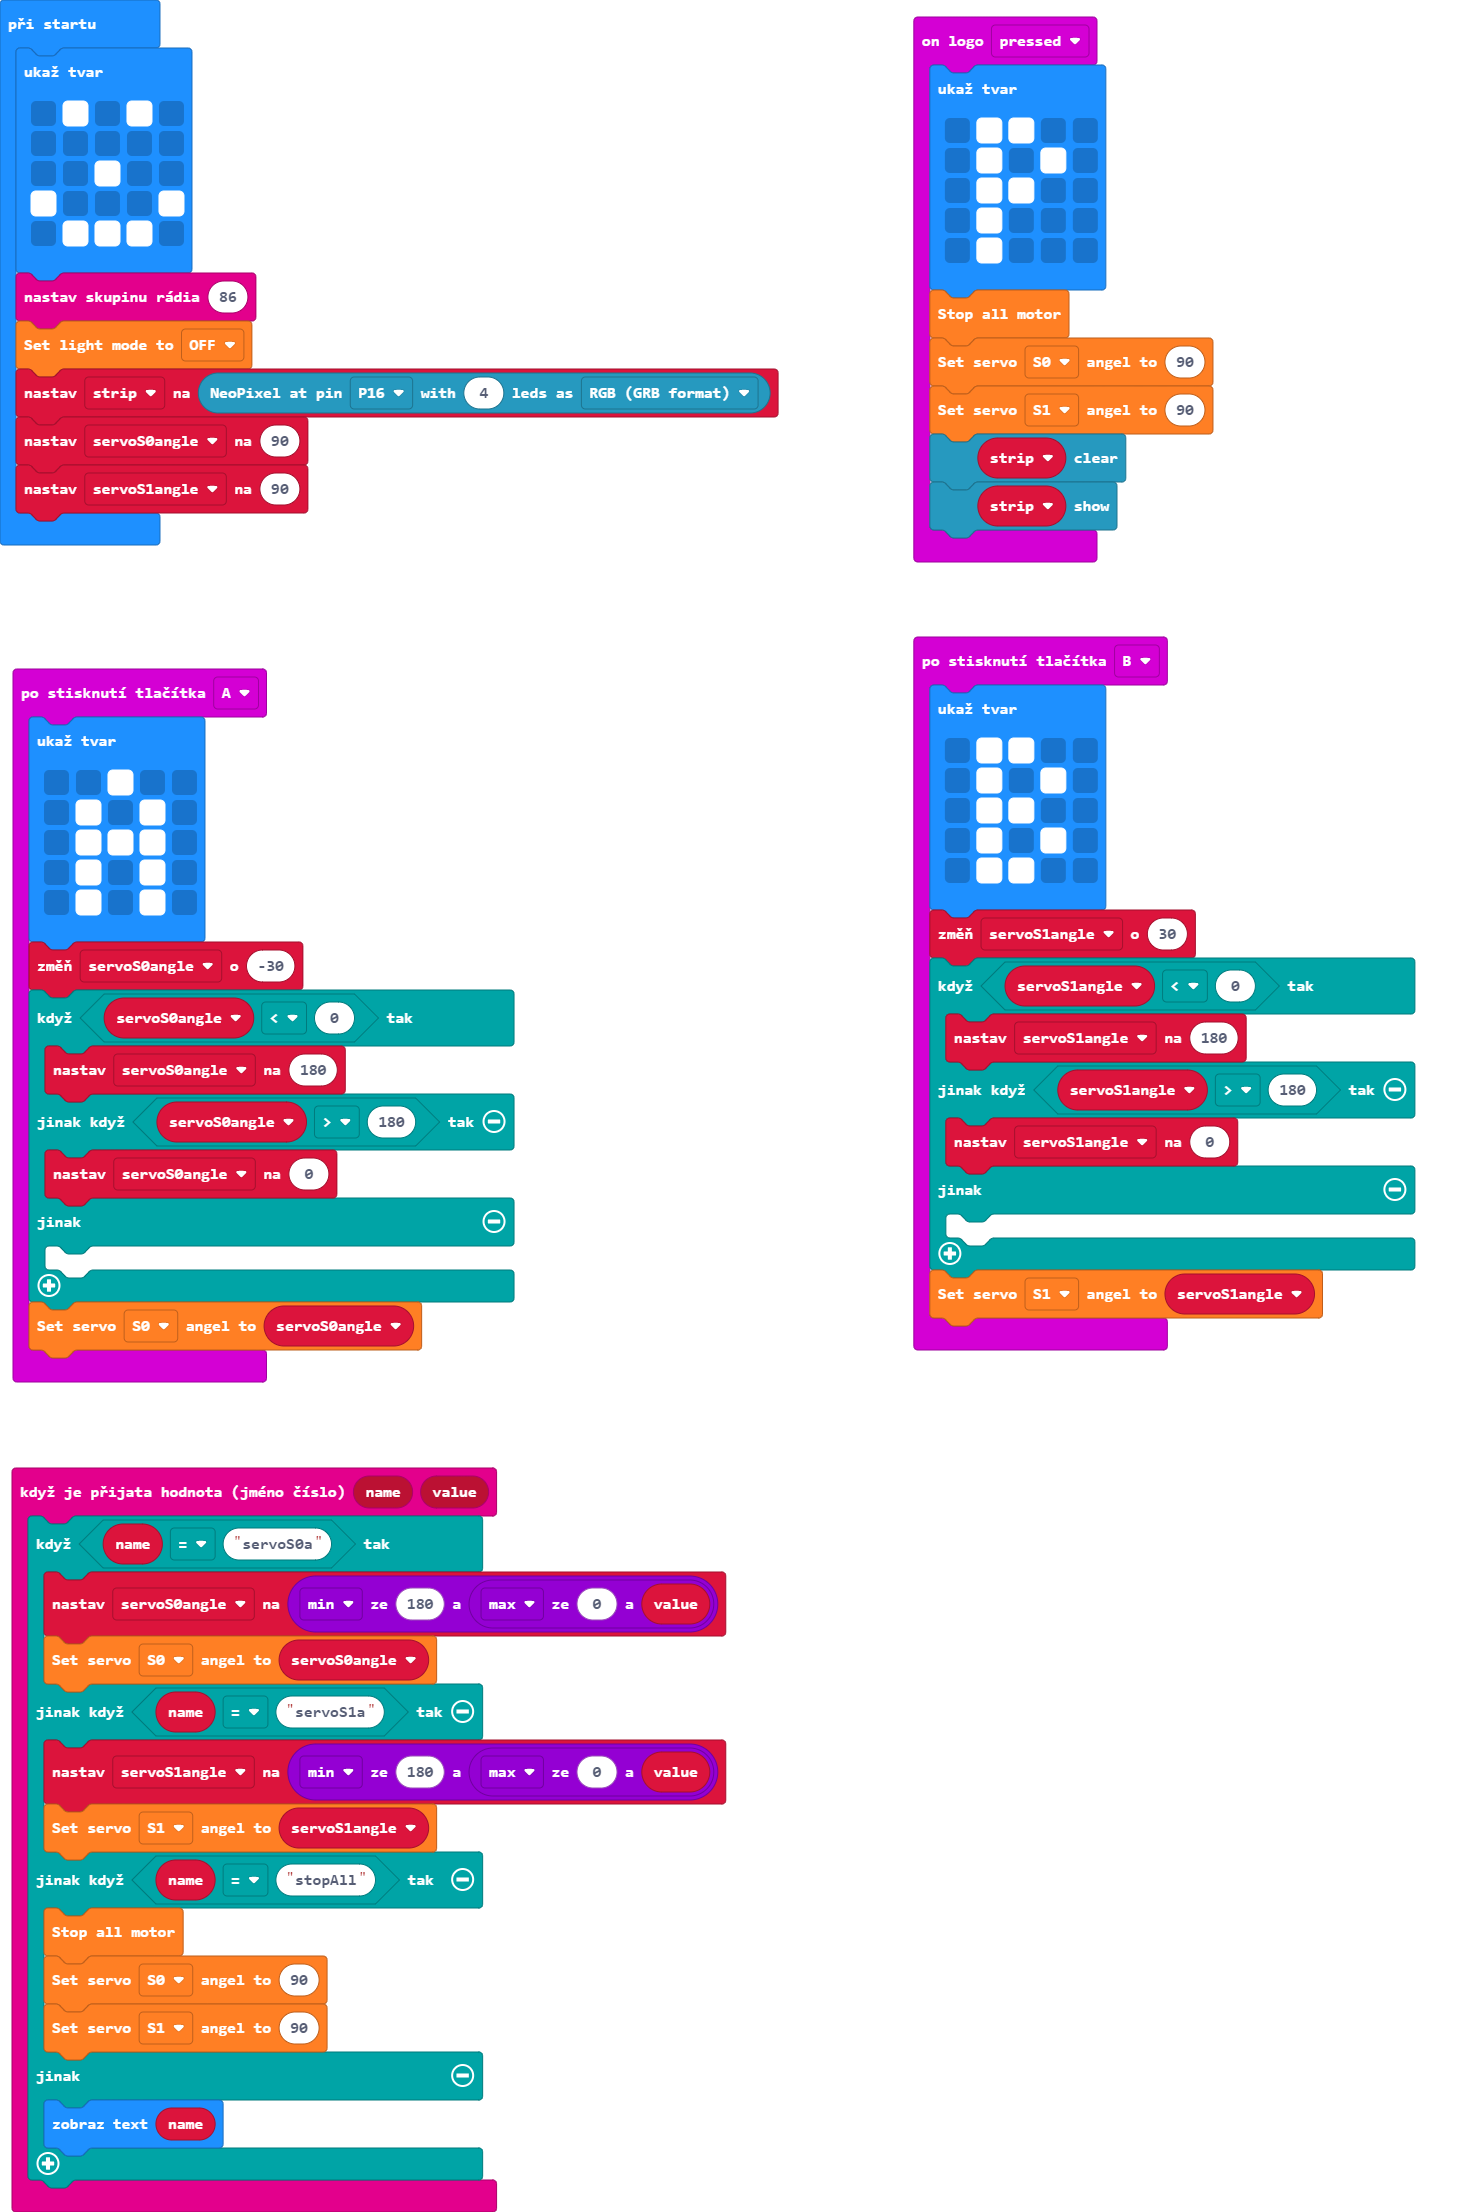 při startu
ukaž tvar
nastav skupinu rádia 86
Set light mode to OFF
nastav strip na NeoPixel at pin P16 with 4 leds as RGB (GRB format)
nastav servoS0angle na 90
nastav servoS1angle na 90
on logo pressed
ukaž tvar
Stop all motor
Set servo S0 angel to 90
Set servo S1 angel to 90
strip clear
strip show
po stisknutí tlačítka A
ukaž tvar
změň servoS0angle o -30
když servoS0angle < 0 tak
nastav servoS0angle na 180
jinak když servoS0angle > 180 tak
nastav servoS0angle na 0
jinak
Set servo S0 angel to servoS0angle
po stisknutí tlačítka B
ukaž tvar
změň servoS1angle o 30
když servoS1angle < 0 tak
nastav servoS1angle na 180
jinak když servoS1angle > 180 tak
nastav servoS1angle na 0
jinak
Set servo S1 angel to servoS1angle
když je přijata hodnota (jméno číslo) name value
když name = "servoS0a" tak
nastav servoS0angle na min ze 180 a max ze 0 a value
Set servo S0 angel to servoS0angle
jinak když name = "servoS1a" tak
nastav servoS1angle na min ze 180 a max ze 0 a value
Set servo S1 angel to servoS1angle
jinak když name = "stopAll" tak
Stop all motor
Set servo S0 angel to 90
Set servo S1 angel to 90
jinak
zobraz text name